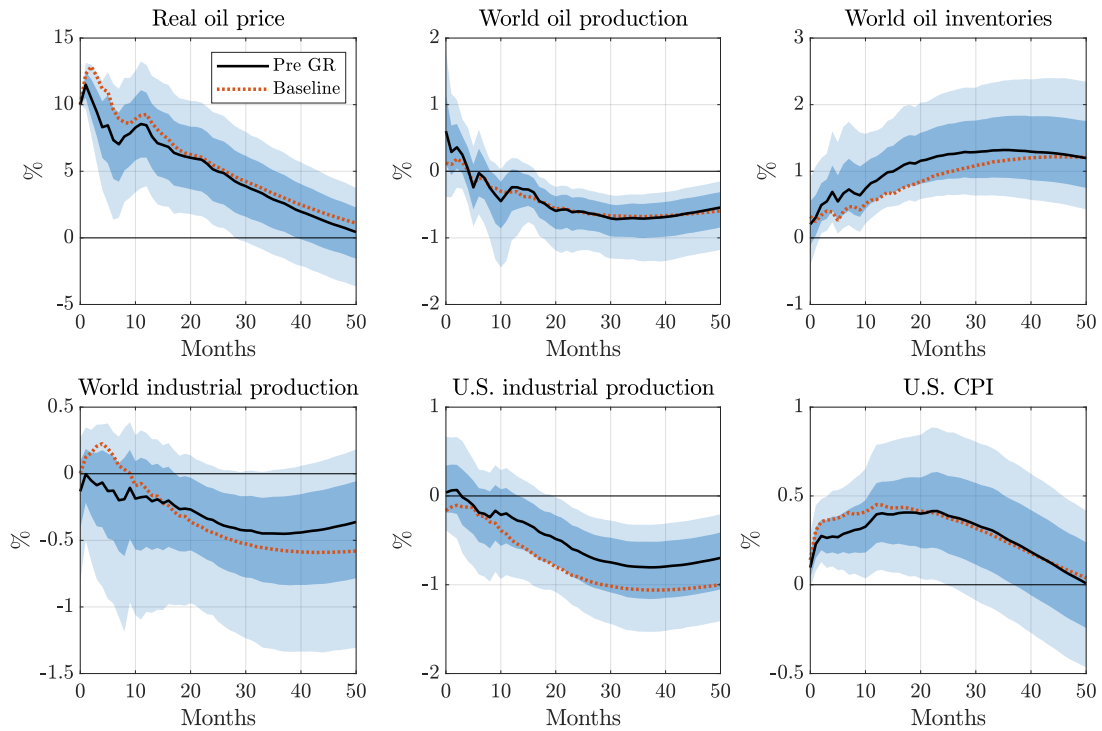 Real oil price
World oil production
World oil inventories
15
10
5
0
-5
%
0 10 20 30 40 50
Months
Pre GR
Baseline
2
1
0
-1
-2
%
0 10 20 30 40 50
Months
3
2
1
0
-1
%
0 10 20 30 40 50
Months
World industrial production
U.S. industrial production
U.S. CPI
0.5
0
-0.5
-1
-1.5
%
0 10 20 30 40 50
Months
1
0
-1
-2
%
0 10 20 30 40 50
Months
1
0.5
0
-0.5
%
0 10 20 30 40 50
Months